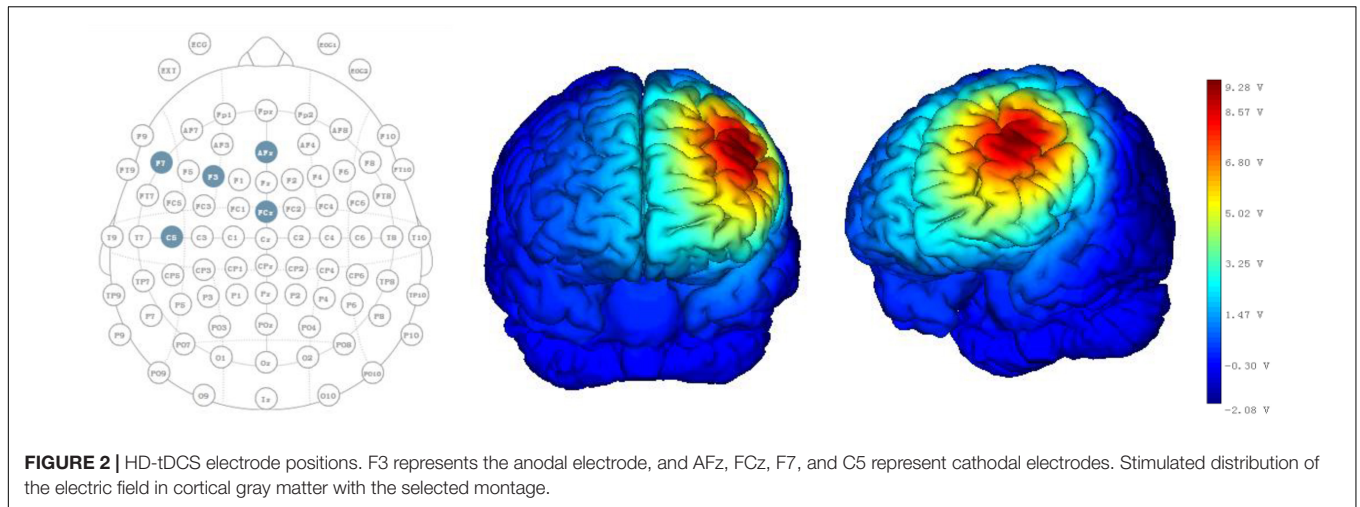 ECG EOG1
EXT EOG2
Fp1 Fpz Fp2
F9 AF7 AF8 F10
AF3 AFz AF4
FT9 F7 F5 F3 F1 Fz F2 F4 F6 F8 FT10
FT7 FC5 FC3 FC1 FCz FC2 FC4 FC6 FT8
T9 T7 C5 C3 C1 Cz C2 C4 C6 T8 T10
TP7 CP5 CP3 CP1 CPz CP2 CP4 CP6 TP8
TP9 P7 P5 P3 P1 Pz P2 P4 P6 P8 TP10
P9 PO7 PO3 POz PO4 PO8 P10
PO9 O1 Oz O2 PO10
O9 Iz O10
9.28 V
8.57 V
6.80 V
5.02 V
3.25 V
1.47 V
-0.30 V
-2.08 V
FIGURE 2 | HD-tDCS electrode positions. F3 represents the anodal electrode, and AFz, FCz, F7, and C5 represent cathodal electrodes. Stimulated distribution of
the electric field in cortical gray matter with the selected montage.